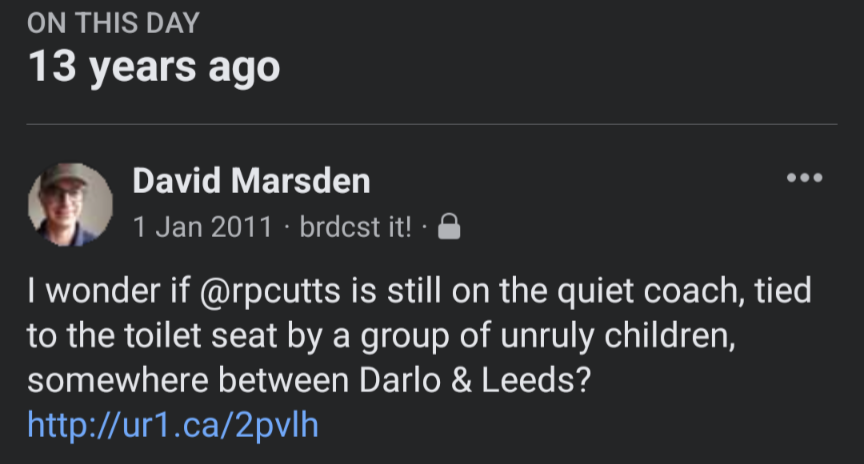 ON THIS DAY
13 years ago
David Marsden
1 Jan 2011 · brdcst it! ·
I wonder if @rpcutts is still on the quiet coach, tied
to the toilet seat by a group of unruly children,
somewhere between Darlo & Leeds?
http://ur1.ca/2pvlh